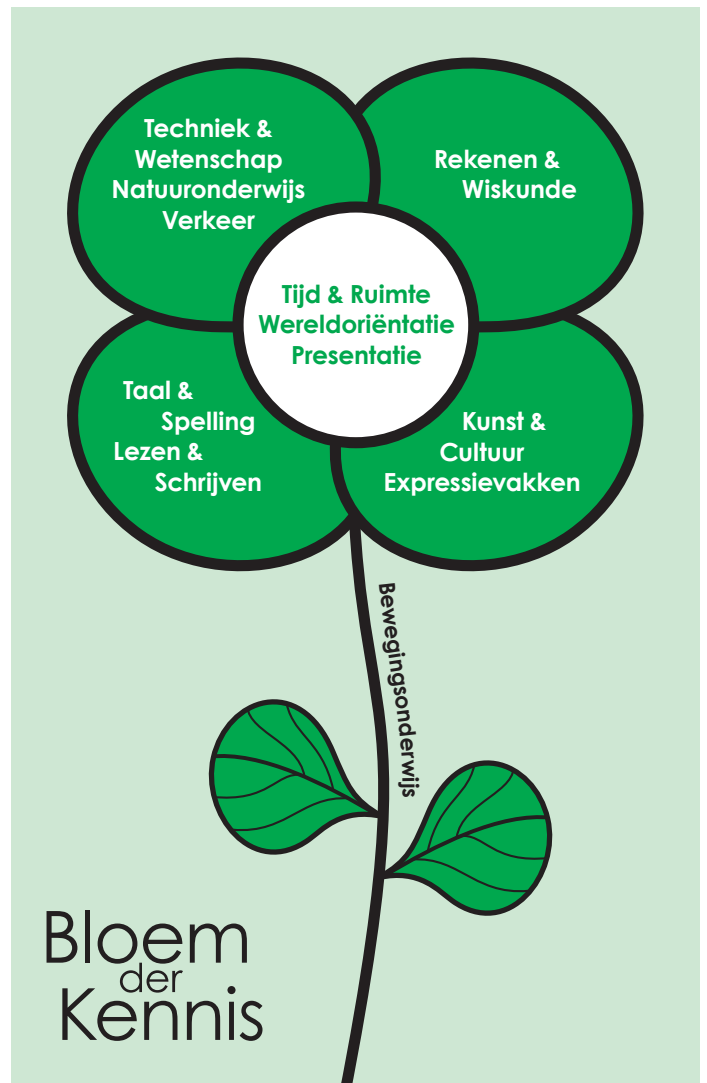 Techniek &
Wetenschap
Natuuronderwijs
Verkeer
Rekenen &
Wiskunde
Tijd & Ruimte
Wereldoriëntatie
Presentatie
Taal &
Spelling
Lezen &
Schrijven
Kunst &
Cultuur
Expressievakken
Bewegingsonderwijs
Bloem
der
Kennis